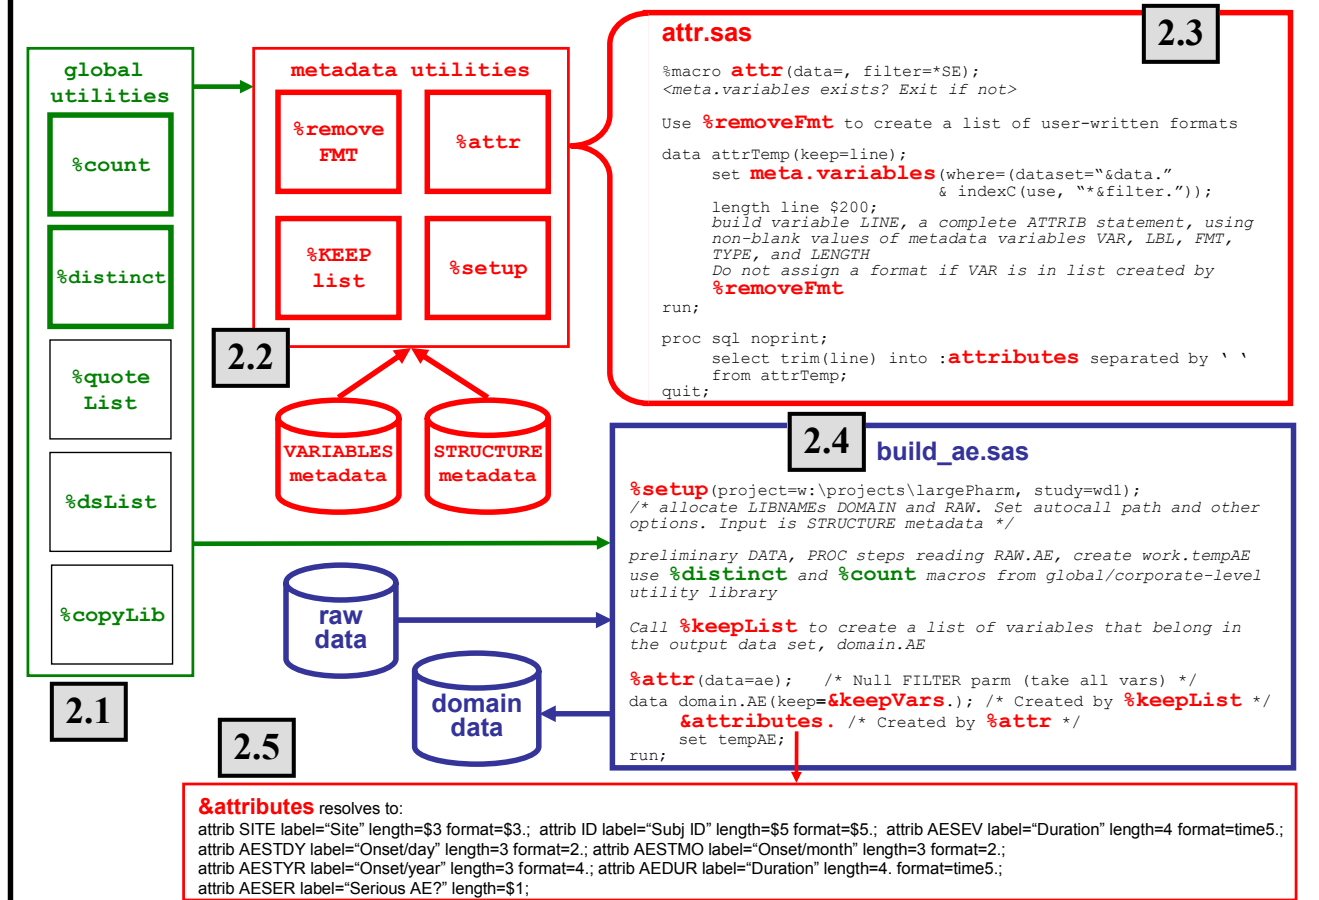 global
utilities
%count
%distinct
%quote
List
%dsList
%copyLib
2.1
metadata utilities
%remove
FMT
%attr
%KEEP
list
%setup
2.2
VARIABLES
metadata
STRUCTURE
metadata
attr.sas
2.3
%macro attr(data=, filter=*SE);
<meta.variables exists? Exit if not>
Use %removeFmt to create a list of user-written formats
data attrTemp(keep=line);
set meta.variables(where=(dataset=“&data.”
& indexC(use, “*&filter.”));
length line $200;
build variable LINE, a complete ATTRIB statement, using
non-blank values of metadata variables VAR, LBL, FMT,
TYPE, and LENGTH
Do not assign a format if VAR is in list created by
%removeFmt
run;
proc sql noprint;
select trim(line) into :attributes separated by ‘ ‘
from attrTemp;
quit;
2.4
build_ae.sas
%setup(project=w:\projects\largePharm, study=wd1);
/* allocate LIBNAMEs DOMAIN and RAW. Set autocall path and other
options. Input is STRUCTURE metadata */
preliminary DATA, PROC steps reading RAW.AE, create work.tempAE
use %distinct and %count macros from global/corporate-level
utility library
Call %keepList to create a list of variables that belong in
the output data set, domain.AE
%attr(data=ae); /* Null FILTER parm (take all vars) */
data domain.AE(keep=&keepVars.); /* Created by %keepList */
&attributes. /* Created by %attr */
set tempAE;
run;
raw
data
domain
data
2.5
&attributes resolves to:
attrib SITE label=“Site” length=$3 format=$3.; attrib ID label=“Subj ID” length=$5 format=$5.; attrib AESEV label=“Duration” length=4 format=time5.;
attrib AESTDY label=“Onset/day” length=3 format=2.; attrib AESTMO label=“Onset/month” length=3 format=2.;
attrib AESTYR label=“Onset/year” length=3 format=4.; attrib AEDUR label=“Duration” length=4. format=time5.;
attrib AESER label=“Serious AE?” length=$1;